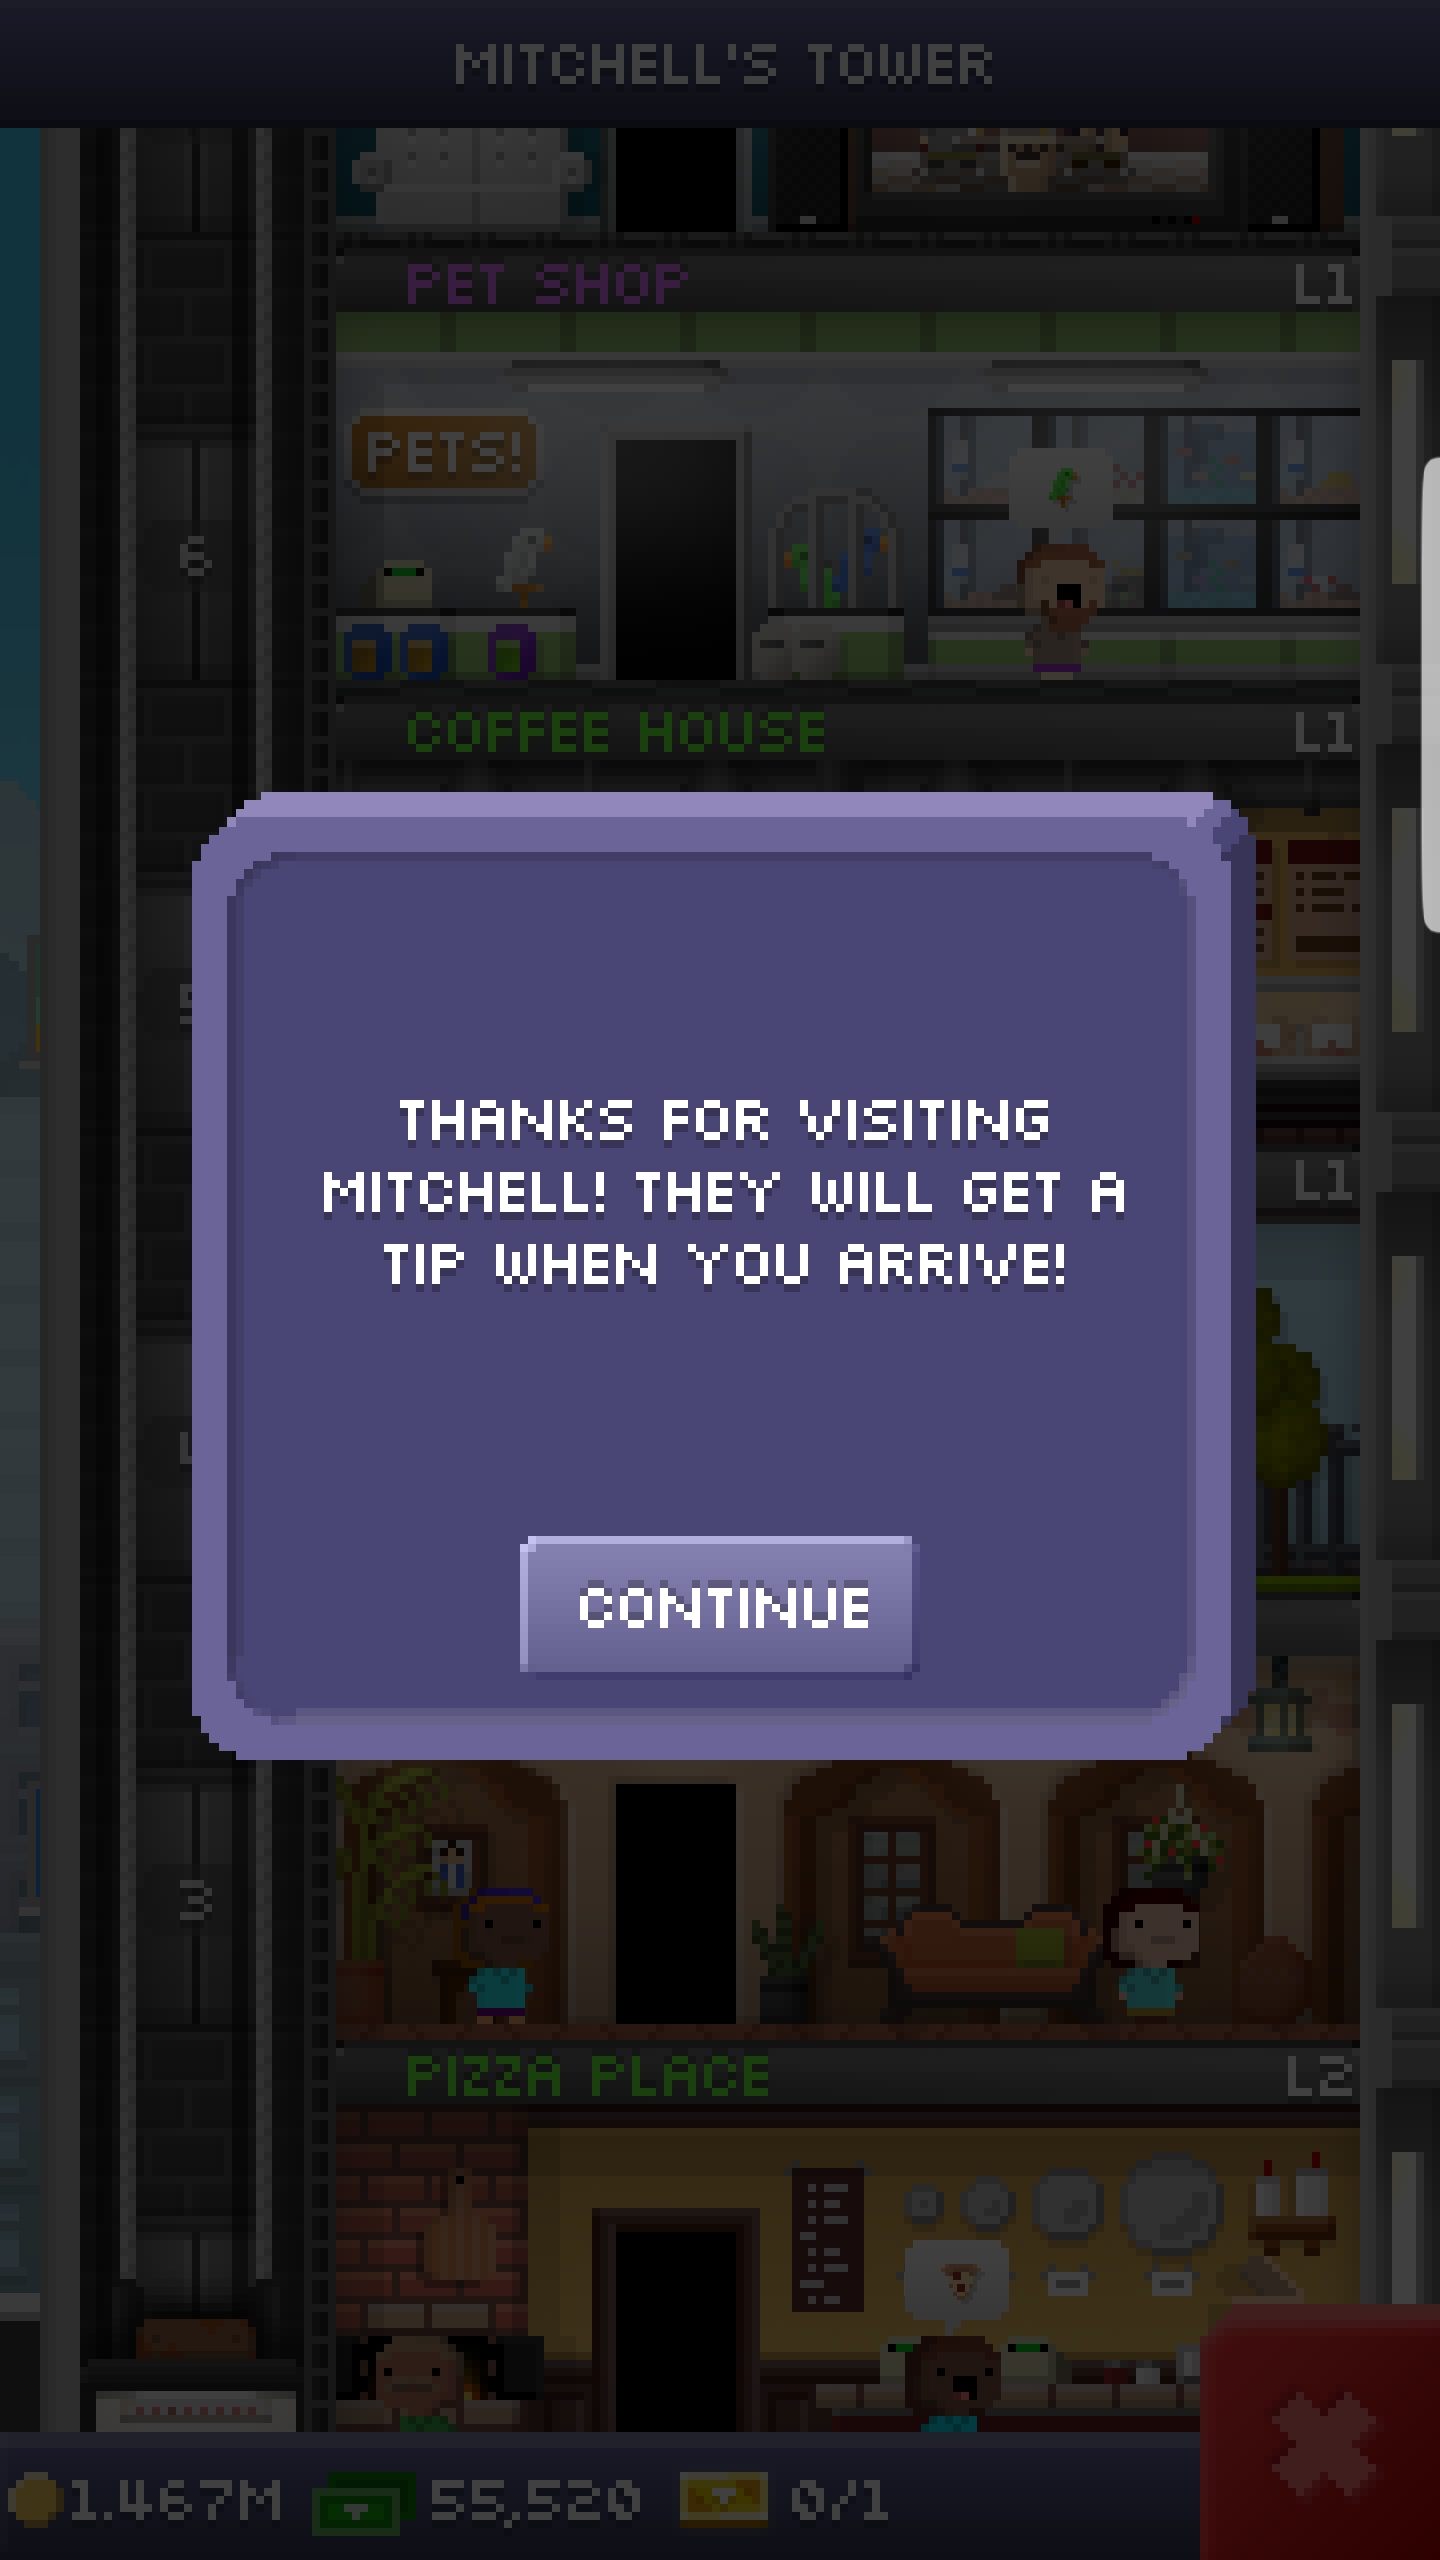 MITCHELL'S TOWER
PET SHOP L1
PETS!
6
COFFEE HOUSE L1
THANKS FOR VISITING
MITCHELL! THEY WILL GET A
TIP WHEN YOU ARRIVE!
L1
CONTINUE
3
PIZZA PLACE L2
1.467M 55,520 0/1